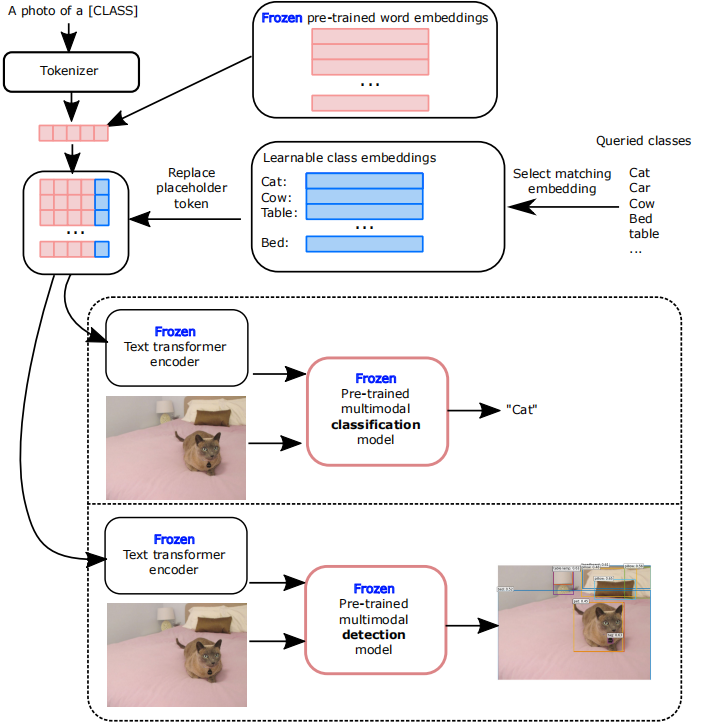 A photo of a [CLASS]
Frozen pre-trained word embeddings
Tokenizer
...
Learnable class embeddings
Cat:
Cow:
Table:
...
Bed:
Replace
placeholder
token
Select matching
embedding
Queried classes
Cat
Car
Cow
Bed
table
...
...
Frozen
Text transformer
encoder
Frozen
Pre-trained
multimodal
classification
model
"Cat"
Frozen
Text transformer
encoder
Frozen
Pre-trained
multimodal
detection
model